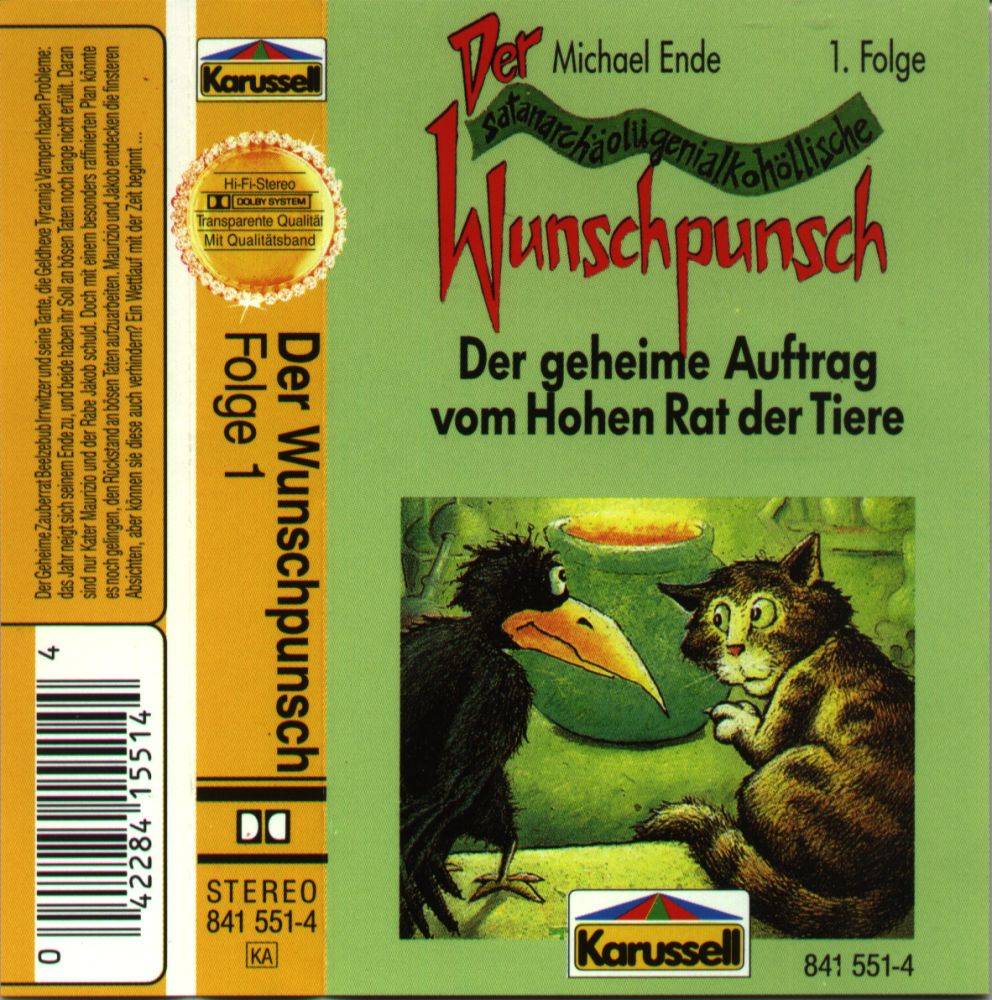 Der Geheime Zauberrat Beelzebub Irrwitzer und seine Tante, die Geldhexe Tyrannja Vamperl haben Probleme:
das Jahr neigt sich seinem Ende zu, und beide haben ihr Soll an bösen Taten noch lange nicht erfüllt. Daran
sind nur Kater Maurizio und der Rabe Jakob schuld. Doch mit einem besonders raffinierten Plan könnte
es noch gelingen, den Rückstand an bösen Taten aufzuarbeiten. Maurizio und Jakob entdecken die finsteren
Absichten, aber können sie diese auch verhindern? Ein Wettlauf mit der Zeit beginnt...
0 42284 15514 4
Karussell
Hi-Fi-Stereo
DOLBY SYSTEM
Transparente Qualität
Mit Qualitätsband
Der Wunschpunsch
Folge 1
STEREO
841 551-4
KA
Michael Ende
1. Folge
Der
satanarchäolügenialkohöllische
Wunschpunsch
Der geheime Auftrag
vom Hohen Rat der Tiere
Karussell
841 551-4